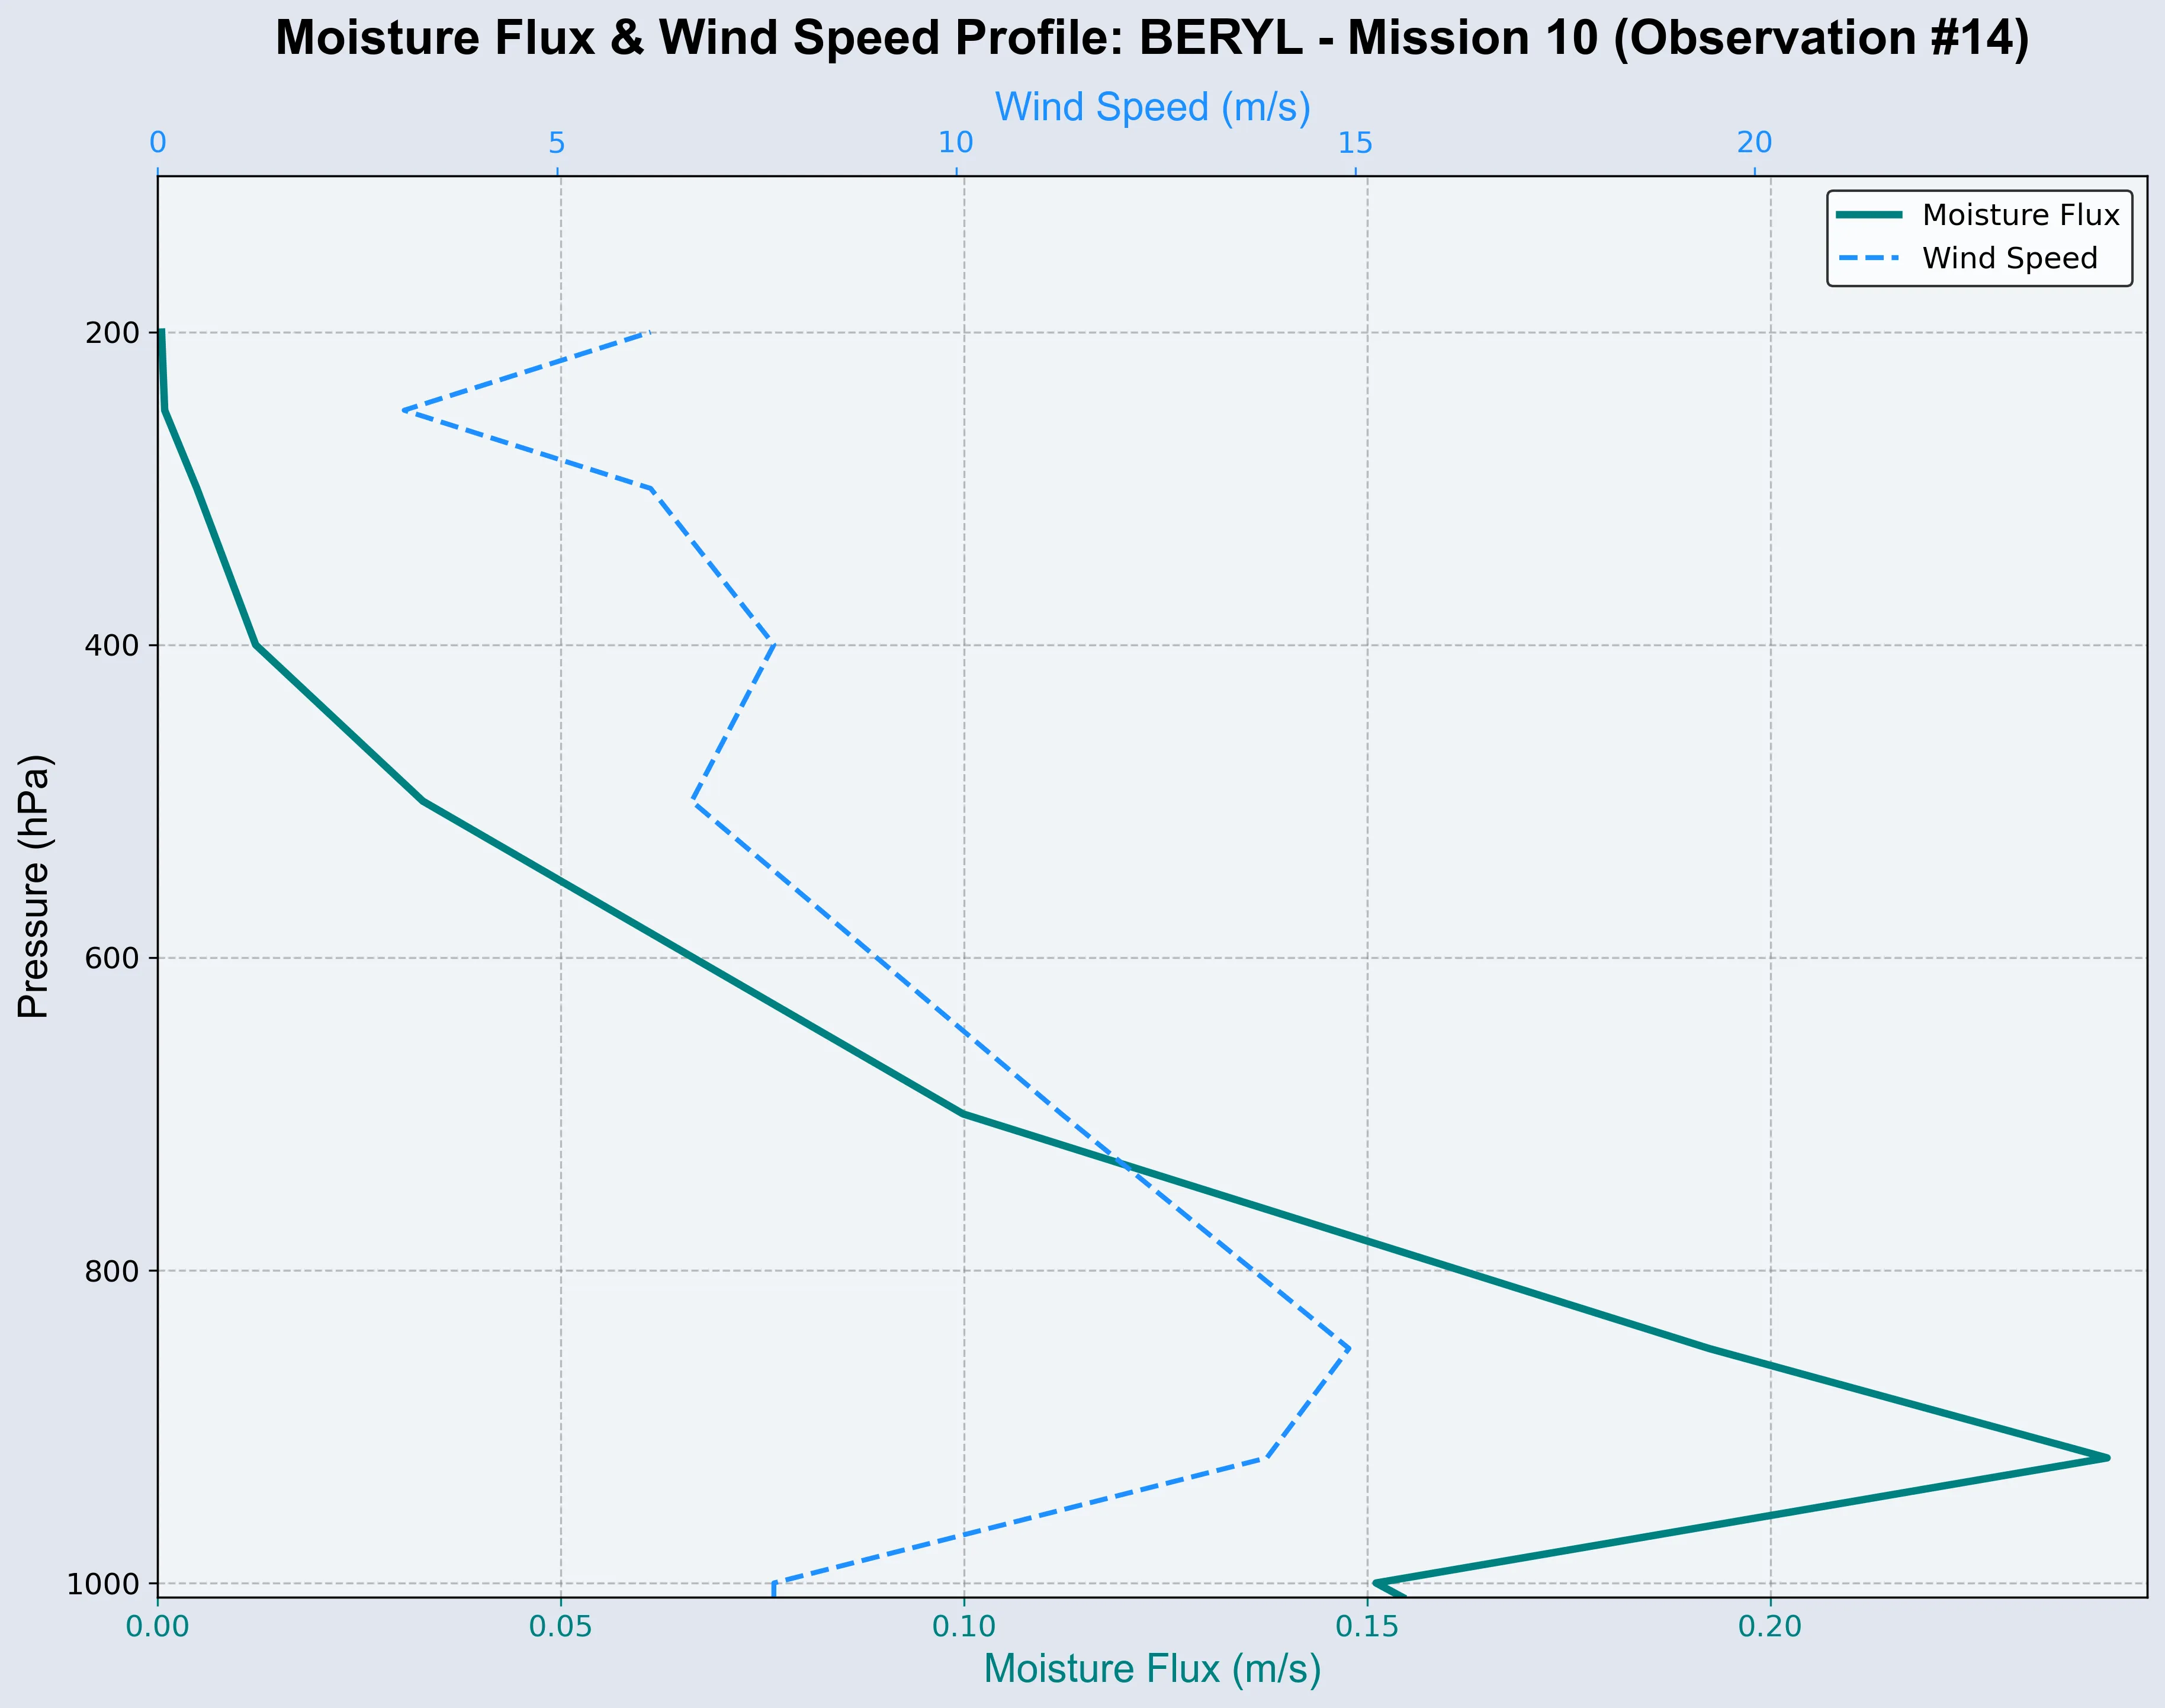 Moisture Flux & Wind Speed Profile: BERYL - Mission 10 (Observation #14)
Wind Speed (m/s)
0 5 10 15 20
Moisture Flux
Wind Speed
200
400
600
800
1000
Pressure (hPa)
0.00 0.05 0.10 0.15 0.20
Moisture Flux (m/s)